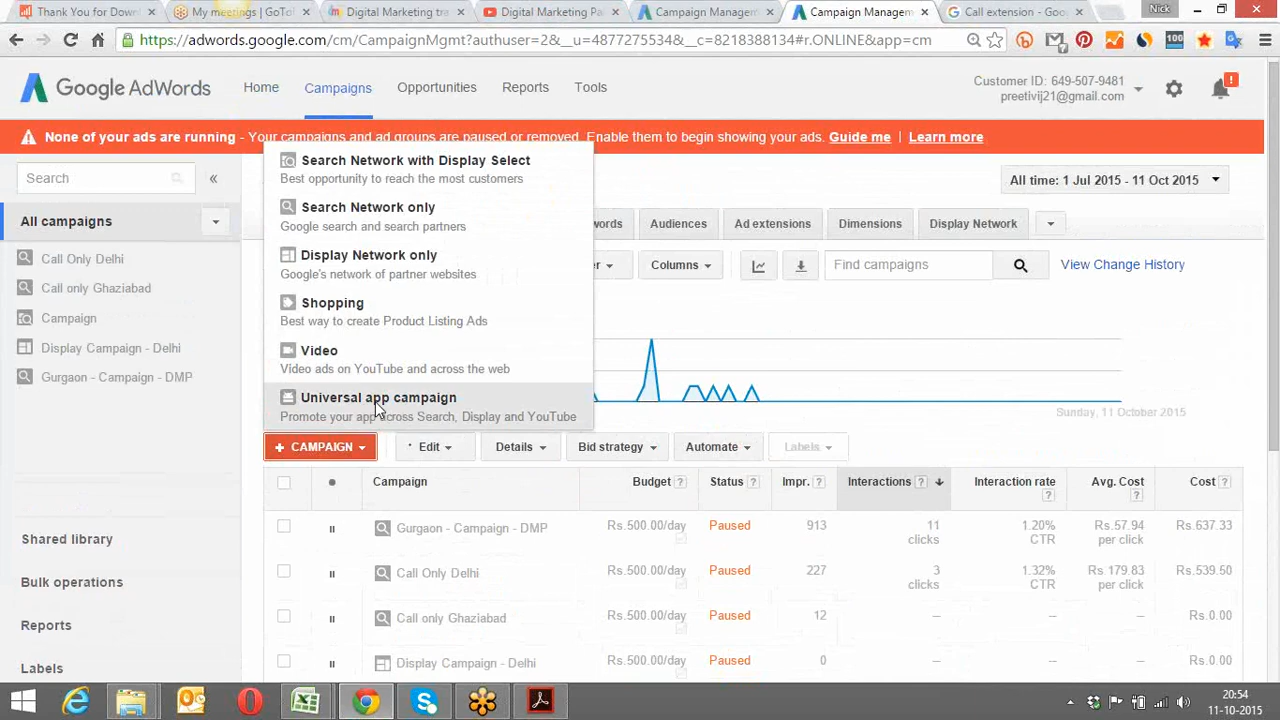 Thank You for Down
My meetings | GoTo
Digital Marketing tra
Digital Marketing Pa
Campaign Managem
Campaign Managem
Call extension - Goo
Nick
https://adwords.google.com/cm/CampaignMgmt?authuser=2&__u=4877275534&__c=8218388134#r.ONLINE&app=cm
Google AdWords
Home
Campaigns
Opportunities
Reports
Tools
Customer ID: 649-507-9481
preetivij21@gmail.com
None of your ads are running - Your campaigns and ad groups are paused or removed. Enable them to begin showing your ads. Guide me | Learn more
Search
«
All campaigns
Call Only Delhi
Call only Ghaziabad
Campaign
Display Campaign - Delhi
Gurgaon - Campaign - DMP
Shared library
Bulk operations
Reports
Labels
Search Network with Display Select
Best opportunity to reach the most customers
Search Network only
Google search and search partners
Display Network only
Google's network of partner websites
Shopping
Best way to create Product Listing Ads
Video
Video ads on YouTube and across the web
Universal app campaign
Promote your app across Search, Display and YouTube
All time: 1 Jul 2015 - 11 Oct 2015
words
Audiences
Ad extensions
Dimensions
Display Network
er
Columns
Find campaigns
View Change History
Sunday, 11 October 2015
+ CAMPAIGN
Edit
Details
Bid strategy
Automate
Labels
Campaign
Budget ?
Status ?
Impr. ?
Interactions ?
Interaction rate ?
Avg. Cost ?
Cost ?
Gurgaon - Campaign - DMP Rs.500.00/day Paused 913 11 clicks 1.20% CTR Rs.57.94 per click Rs.637.33
Call Only Delhi Rs.500.00/day Paused 227 3 clicks 1.32% CTR Rs.179.83 per click Rs.539.50
Call only Ghaziabad Rs.500.00/day Paused 12 -- -- -- Rs.0.00
Display Campaign - Delhi Rs.500.00/day Paused 0 -- -- -- Rs.0.00
20:54
11-10-2015